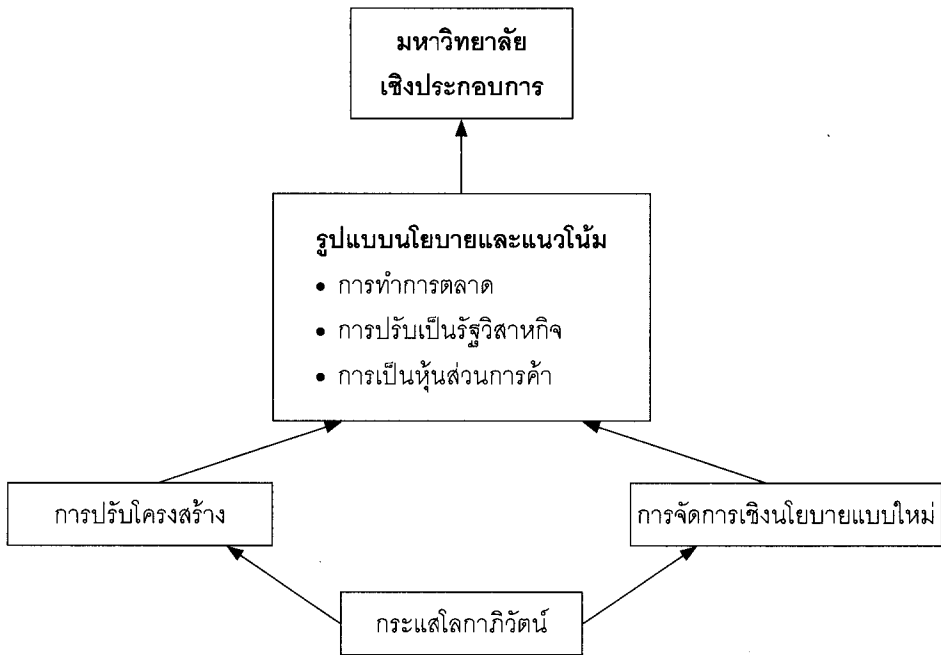 มหาวิทยาลัย
เชิงประกอบการ
รูปแบบนโยบายและแนวโน้ม
• การทำการตลาด
• การปรับเป็นรัฐวิสาหกิจ
• การเป็นหุ้นส่วนการค้า
การปรับโครงสร้าง
การจัดการเชิงนโยบายแบบใหม่
กระแสโลกาภิวัตน์